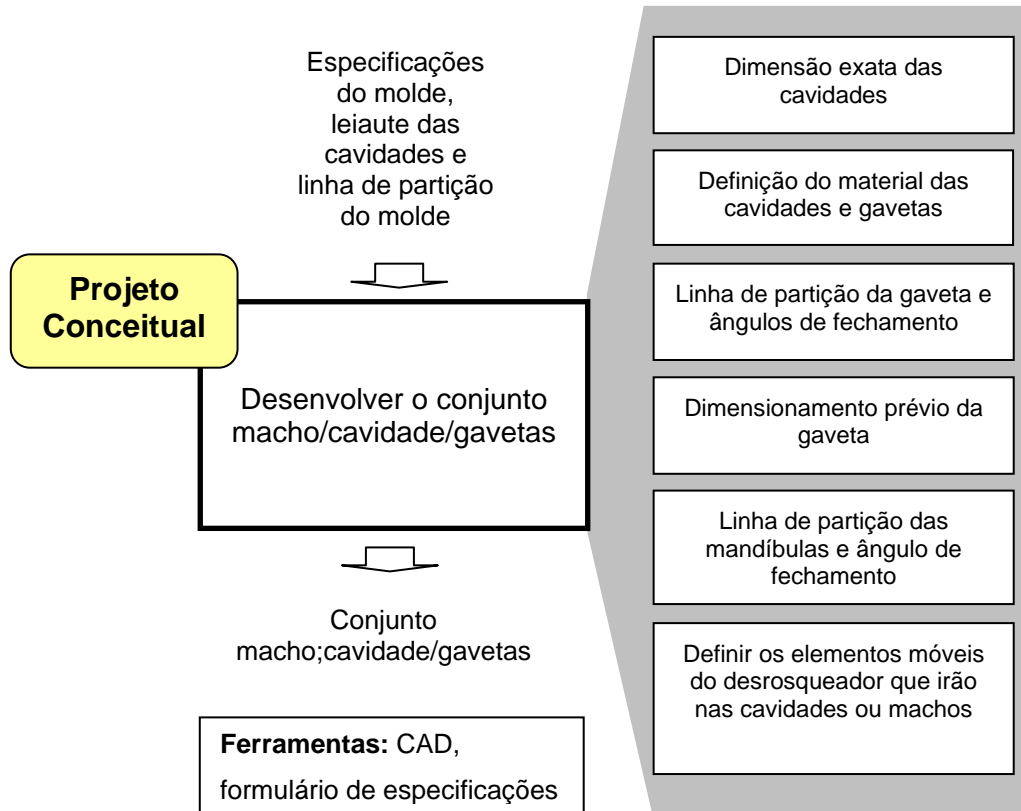 Especificações
do molde,
leiaute das
cavidades e
linha de partição
do molde
Projeto
Conceitual
Desenvolver o conjunto
macho/cavidade/gavetas
Conjunto
macho;cavidade/gavetas
Ferramentas: CAD,
formulário de especificações
Dimensão exata das
cavidades
Definição do material das
cavidades e gavetas
Linha de partição da gaveta e
ângulos de fechamento
Dimensionamento prévio da
gaveta
Linha de partição das
mandíbulas e ângulo de
fechamento
Definir os elementos móveis
do desrosqueador que irão
nas cavidades ou machos